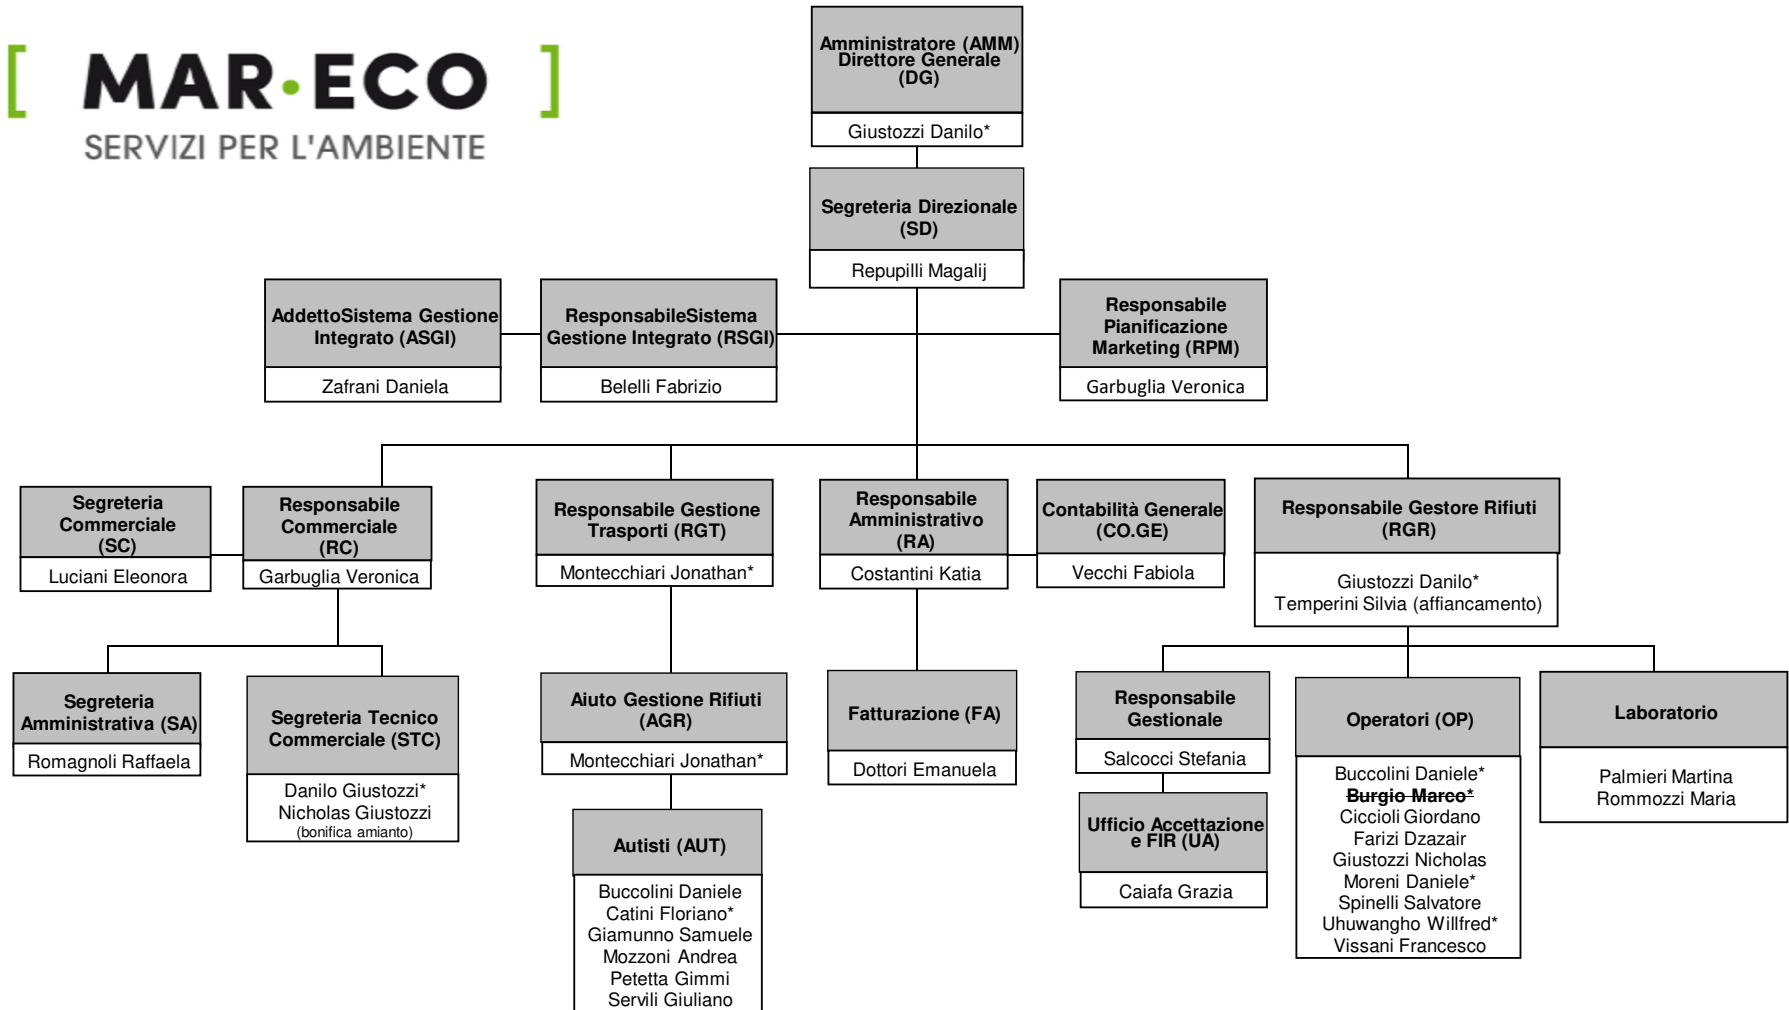 [ MAR·ECO ]
SERVIZI PER L'AMBIENTE
Amministratore (AMM)
Direttore Generale
(DG)
Giustozzi Danilo*
Segreteria Direzionale
(SD)
Repupilli Magalij
AddettoSistema Gestione
Integrato (ASGI)
Zafrani Daniela
ResponsabileSistema
Gestione Integrato (RSGI)
Belelli Fabrizio
Responsabile
Pianificazione
Marketing (RPM)
Garbuglia Veronica
Segreteria
Commerciale
(SC)
Luciani Eleonora
Responsabile
Commerciale
(RC)
Garbuglia Veronica
Responsabile Gestione
Trasporti (RGT)
Montecchiari Jonathan*
Responsabile
Amministrativo
(RA)
Costantini Katia
Contabilità Generale
(CO.GE)
Vecchi Fabiola
Responsabile Gestore Rifiuti
(RGR)
Giustozzi Danilo*
Temperini Silvia (affiancamento)
Segreteria
Amministrativa (SA)
Romagnoli Raffaela
Segreteria Tecnico
Commerciale (STC)
Danilo Giustozzi*
Nicholas Giustozzi
(bonifica amianto)
Aiuto Gestione Rifiuti
(AGR)
Montecchiari Jonathan*
Autisti (AUT)
Buccolini Daniele
Catini Floriano*
Giamunno Samuele
Mozzoni Andrea
Petetta Gimmi
Servili Giuliano
Fatturazione (FA)
Dottori Emanuela
Responsabile
Gestionale
Salcocci Stefania
Ufficio Accettazione
e FIR (UA)
Caiafa Grazia
Operatori (OP)
Buccolini Daniele*
Burgio Marco*
Ciccioli Giordano
Farizi Dzazair
Giustozzi Nicholas
Moreni Daniele*
Spinelli Salvatore
Uhuwangho Willfred*
Vissani Francesco
Laboratorio
Palmieri Martina
Rommozzi Maria